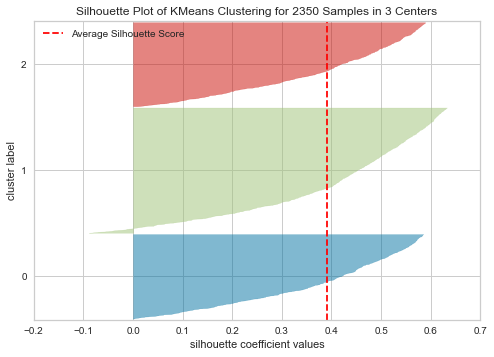 Silhouette Plot of KMeans Clustering for 2350 Samples in 3 Centers
Average Silhouette Score
2
1
0
cluster label
−0.2 −0.1 0.0 0.1 0.2 0.3 0.4 0.5 0.6 0.7
silhouette coefficient values